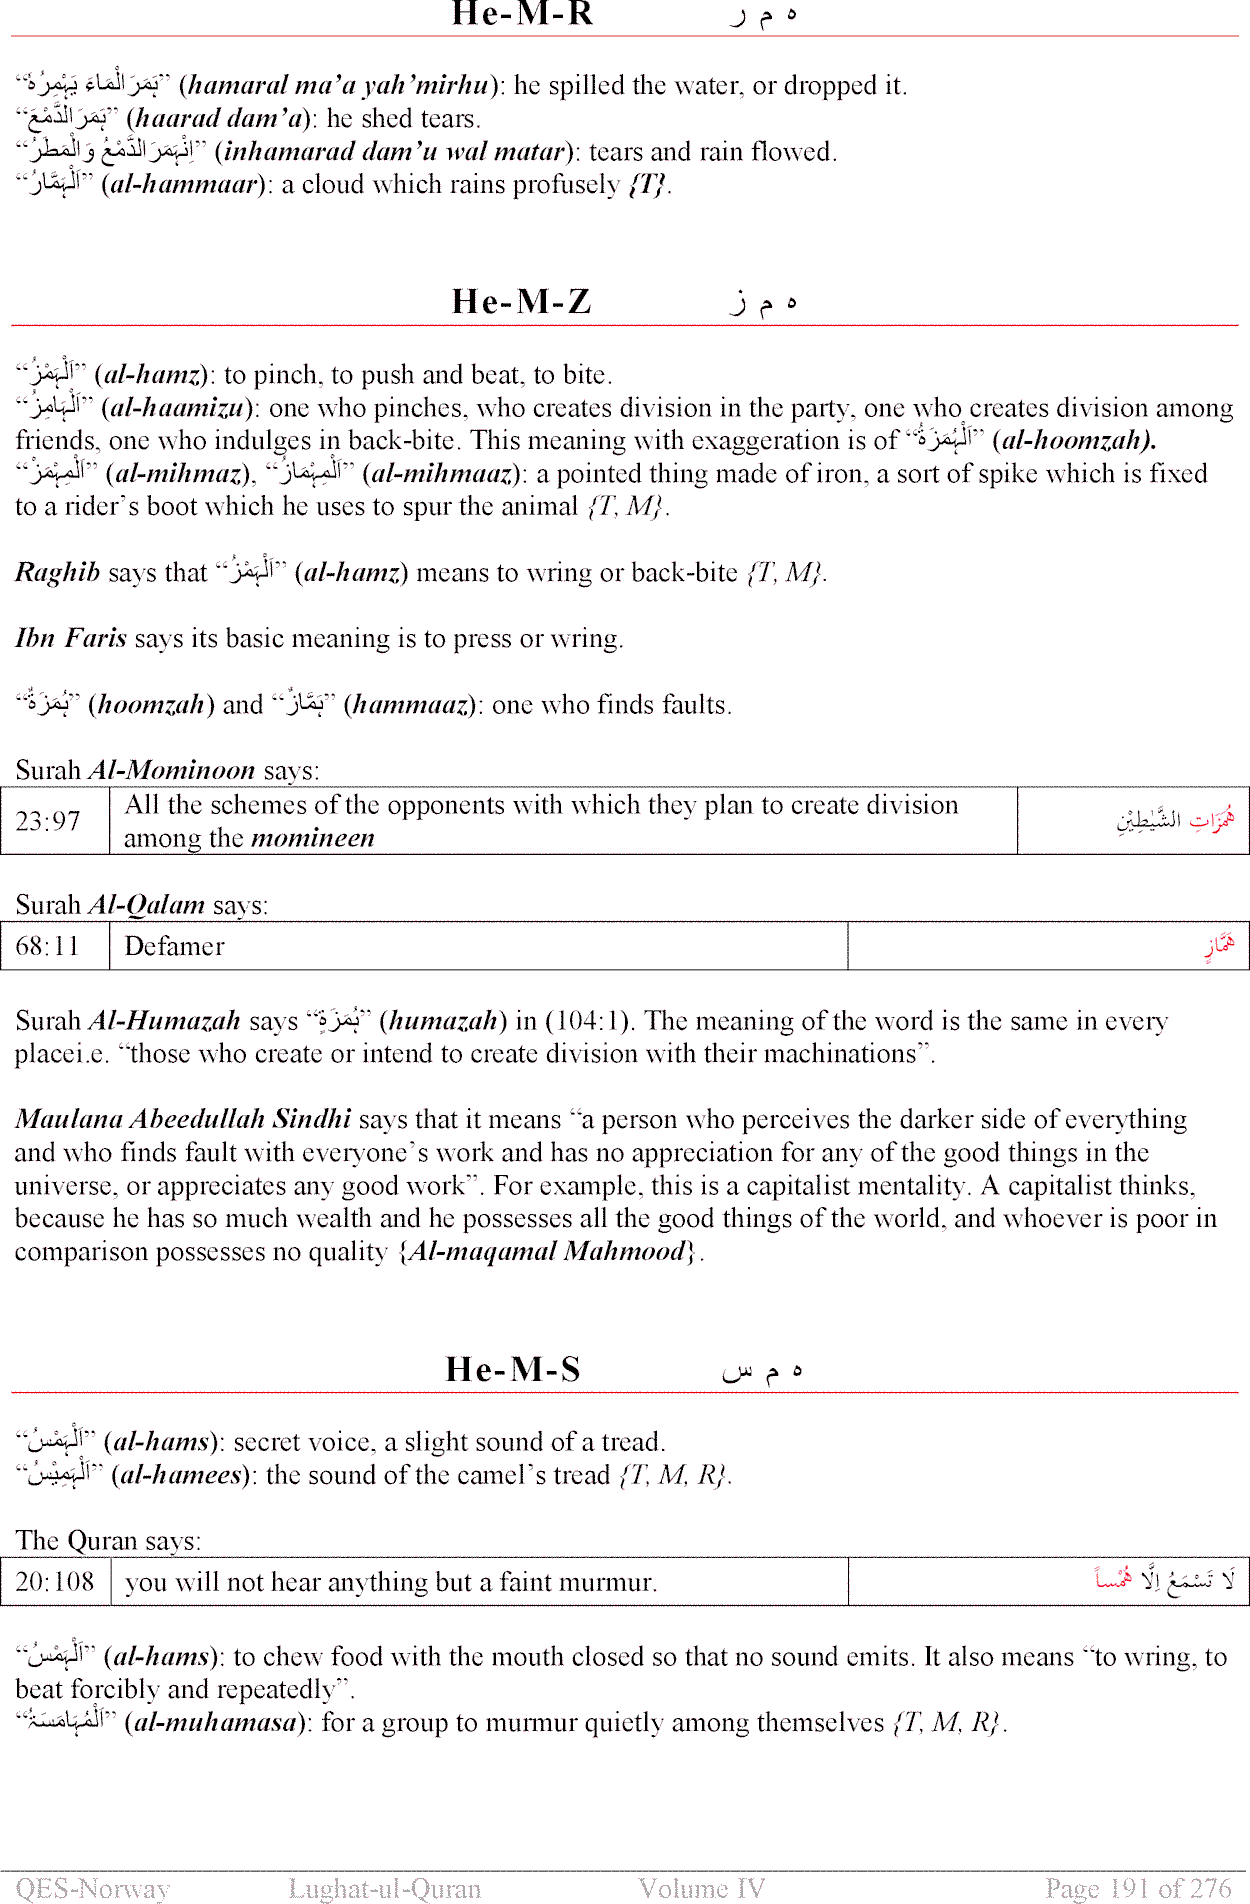 He-M-R ه م ر
“ہَمَرَ الْمَاءَ یَہْمِرُہٗ” (hamaral ma’a yah’mirhu): he spilled the water, or dropped it.
“ہَمَرَ الدَّمْعَ” (haarad dam’a): he shed tears.
“اِنْہَمَرَ الدَّمْعُ وَ الْمَطَرُ” (inhamarad dam’u wal matar): tears and rain flowed.
“اَلْہَمَّارُ” (al-hammaar): a cloud which rains profusely {T}.
He-M-Z ه م ز
“اَلْہَمْزُ” (al-hamz): to pinch, to push and beat, to bite.
“اَلْہَامِزُ” (al-haamizu): one who pinches, who creates division in the party, one who creates division among
friends, one who indulges in back-bite. This meaning with exaggeration is of “اَلْہُمَزَۃُ” (al-hoomzah).
“اَلْمِہْمَزُ” (al-mihmaz), “اَلْمِہْمَازُ” (al-mihmaaz): a pointed thing made of iron, a sort of spike which is fixed
to a rider’s boot which he uses to spur the animal {T, M}.
Raghib says that “اَلْہَمْزُ” (al-hamz) means to wring or back-bite {T, M}.
Ibn Faris says its basic meaning is to press or wring.
“ہُمَزَۃٌ” (hoomzah) and “ہَمَّازٌ” (hammaaz): one who finds faults.
Surah Al-Mominoon says:
23:97 All the schemes of the opponents with which they plan to create division هَمَزَاتِ الشَّيٰطِيْنِ
among the momineen
Surah Al-Qalam says:
68:11 Defamer هَمَّازٍ
Surah Al-Humazah says “ہُمَزَۃٍ” (humazah) in (104:1). The meaning of the word is the same in every
placei.e. “those who create or intend to create division with their machinations”.
Maulana Abeedullah Sindhi says that it means “a person who perceives the darker side of everything
and who finds fault with everyone’s work and has no appreciation for any of the good things in the
universe, or appreciates any good work”. For example, this is a capitalist mentality. A capitalist thinks,
because he has so much wealth and he possesses all the good things of the world, and whoever is poor in
comparison possesses no quality {Al-maqamal Mahmood}.
He-M-S ه م س
“اَلْہَمْسُ” (al-hams): secret voice, a slight sound of a tread.
“اَلْہَمِیْسُ” (al-hamees): the sound of the camel’s tread {T, M, R}.
The Quran says:
20:108 you will not hear anything but a faint murmur. لَا تَسْمَعُ اِلَّا هَمْساً
“اَلْہَمْسُ” (al-hams): to chew food with the mouth closed so that no sound emits. It also means “to wring, to
beat forcibly and repeatedly”.
“اَلْمُہَامَسَۃُ” (al-muhamasa): for a group to murmur quietly among themselves {T, M, R}.
QES-Norway Lughat-ul-Quran Volume IV Page 191 of 276